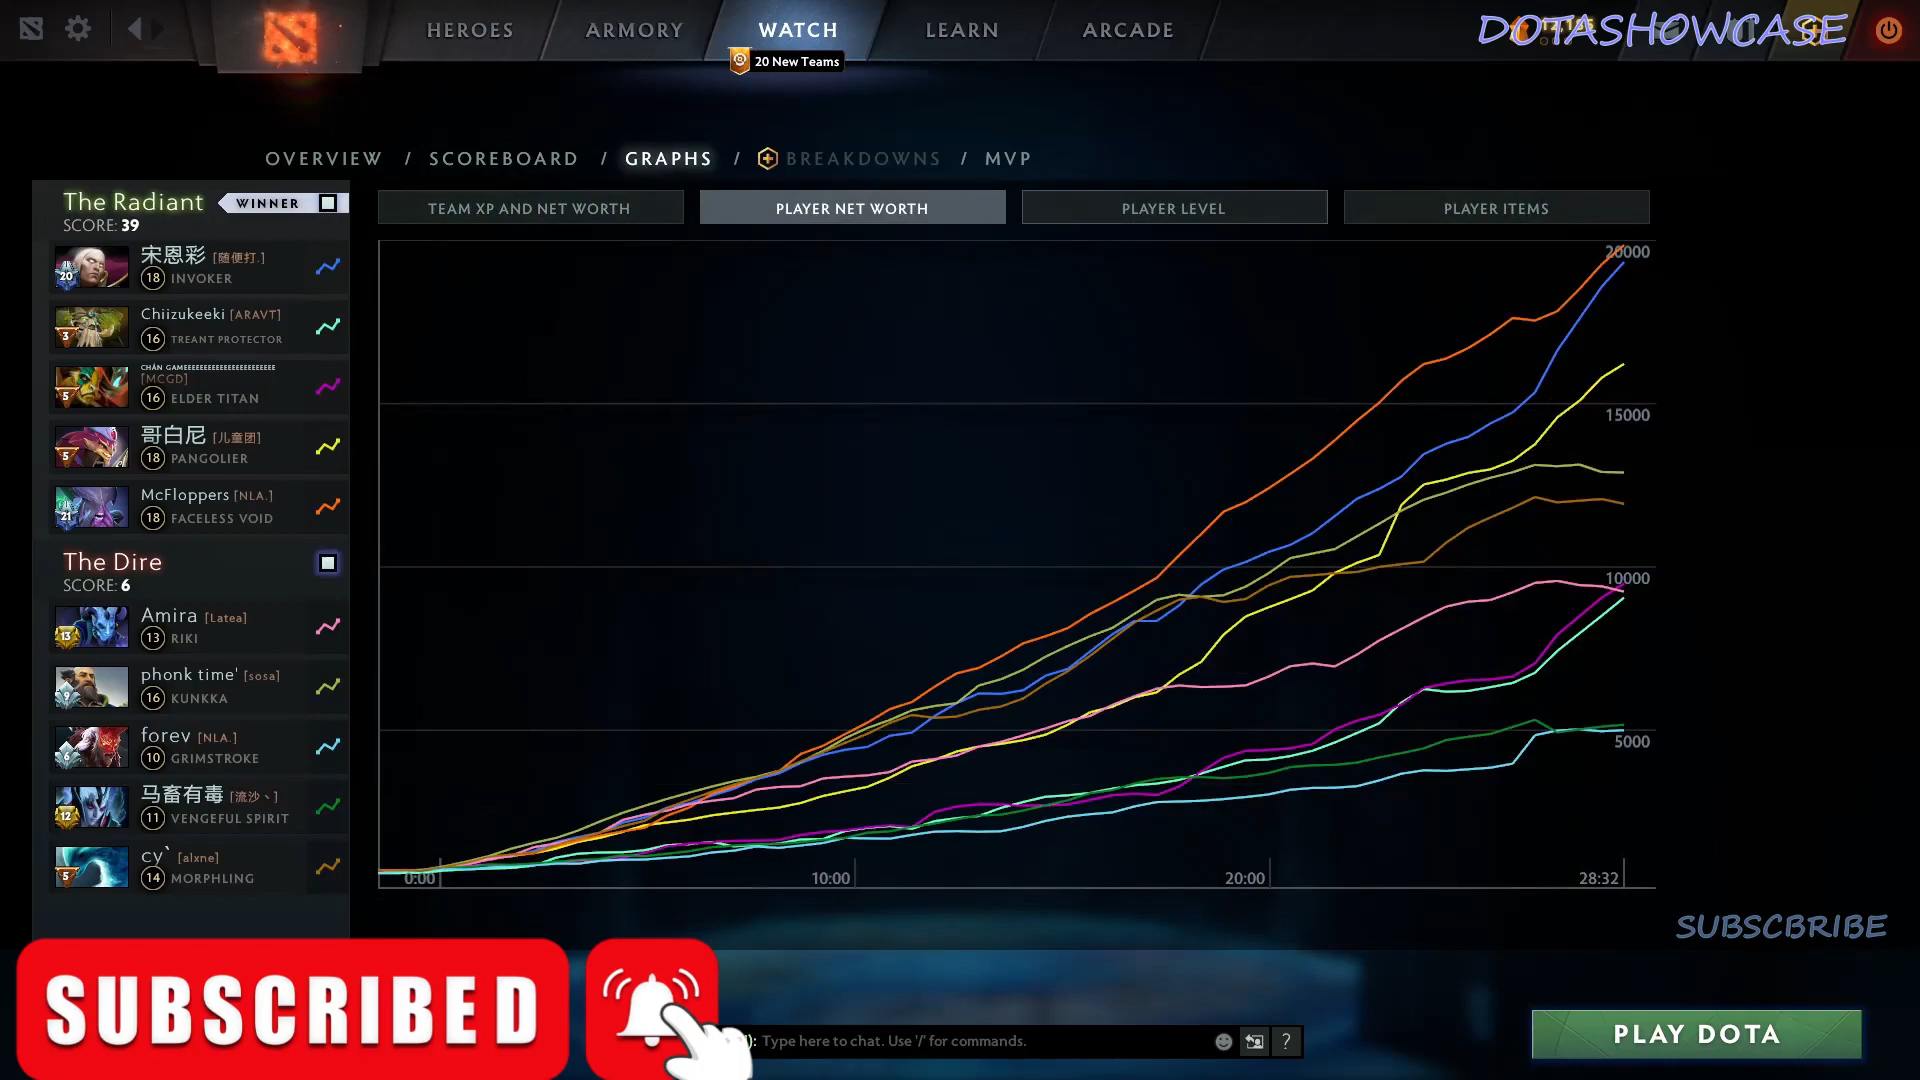 HEROES
ARMORY
WATCH
LEARN
ARCADE
DOTASHOWCASE
20 New Teams
OVERVIEW / SCOREBOARD / GRAPHS / BREAKDOWNS / MVP
The Radiant
WINNER
SCORE: 39
TEAM XP AND NET WORTH
PLAYER NET WORTH
PLAYER LEVEL
PLAYER ITEMS
宋恩彩 [随便打.]
20
18 INVOKER
Chiizukeeki [ARAVT]
3
16 TREANT PROTECTOR
[MCGD]
5
16 ELDER TITAN
哥白尼 [儿童团]
5
18 PANGOLIER
McFloppers [NLA.]
21
18 FACELESS VOID
The Dire
SCORE: 6
Amira [Latea]
13
13 RIKI
phonk time' [sosa]
9
16 KUNKKA
forev [NLA.]
6
10 GRIMSTROKE
马畜有毒 [流沙丶]
12
11 VENGEFUL SPIRIT
cy` [alxne]
5
14 MORPHLING
20000
15000
10000
5000
0:00
10:00
20:00
28:32
SUBSCBRIBE
SUBSCRIBED
): Type here to chat. Use '/' for commands.
?
PLAY DOTA